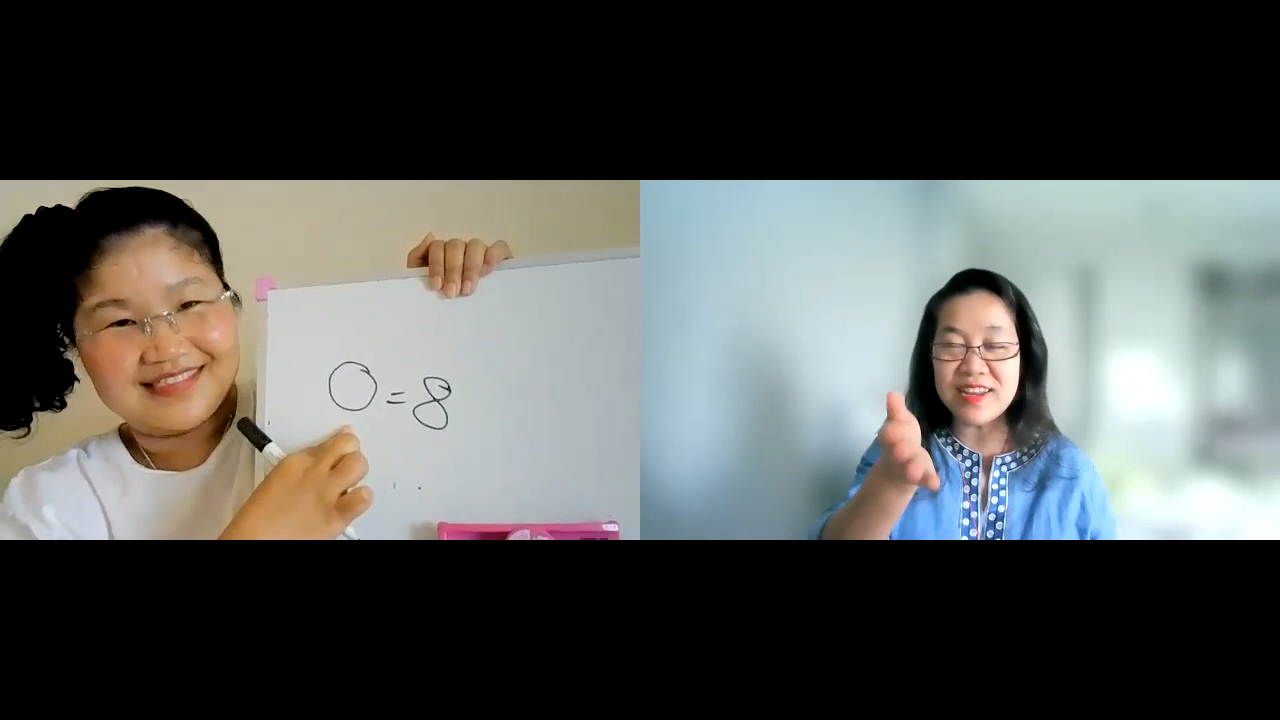 O = 8